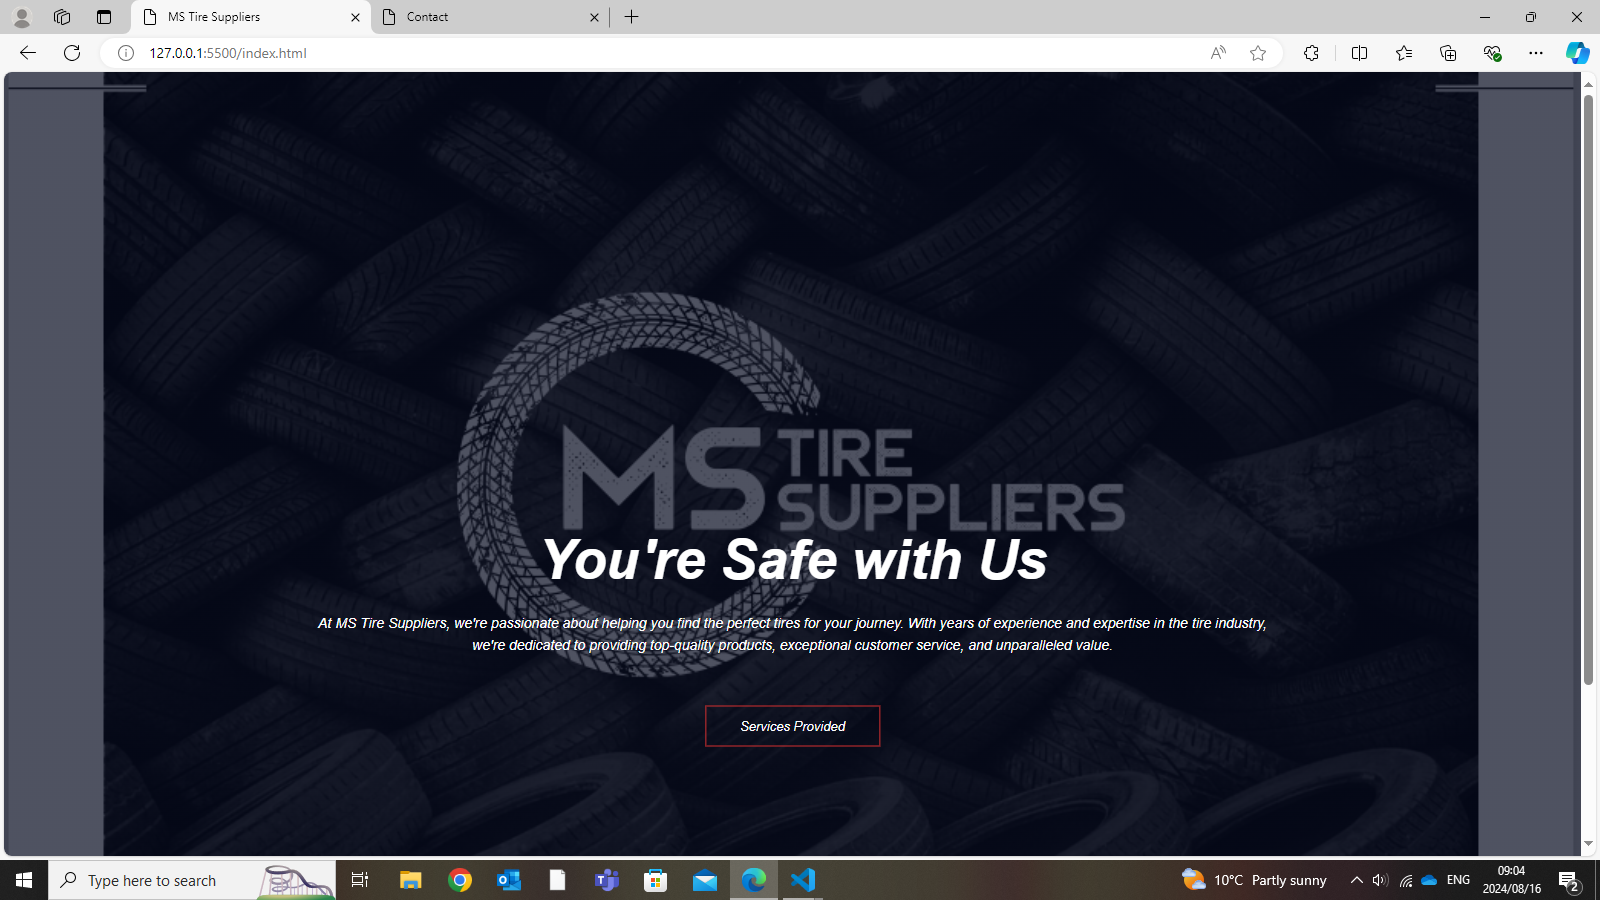 MS Tire Suppliers
Contact
127.0.0.1:5500/index.html
MS TIRE
SUPPLIERS
You're Safe with Us
At MS Tire Suppliers, we're passionate about helping you find the perfect tires for your journey. With years of experience and expertise in the tire industry,
we're dedicated to providing top-quality products, exceptional customer service, and unparalleled value.
Services Provided
Type here to search
10°C Partly sunny
ENG
09:04
2024/08/16
2